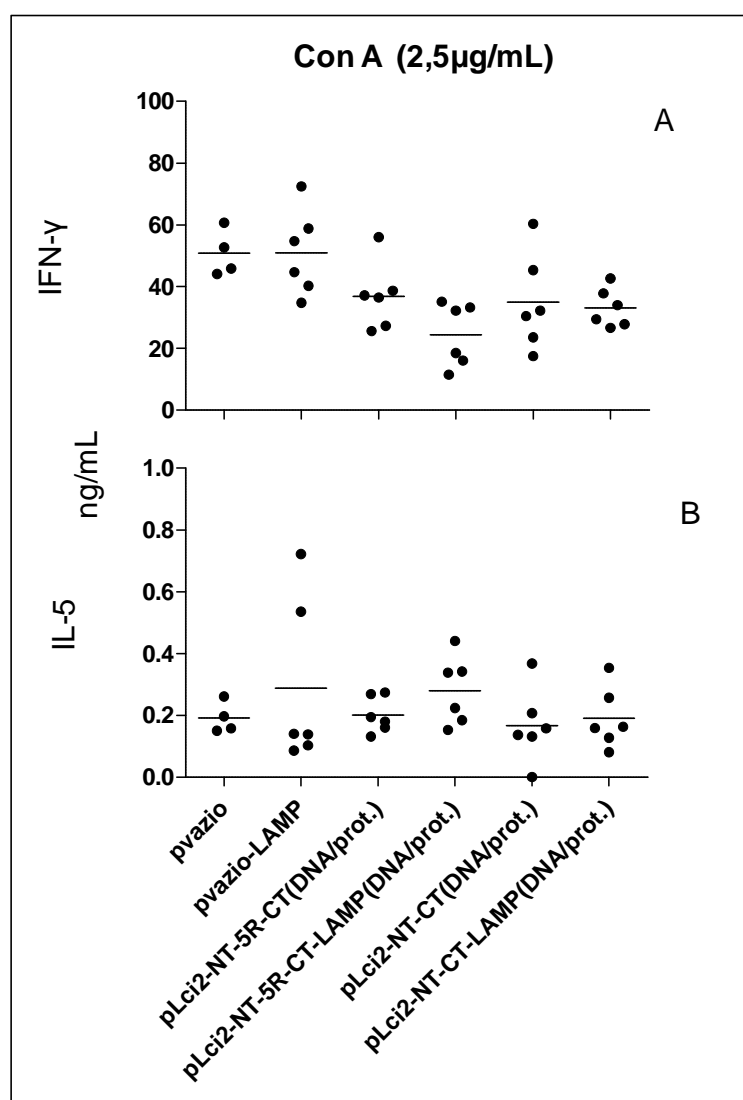 Con A (2,5µg/mL)
A
100
80
60
40
20
0
IFN-γ
ng/mL
B
1.0
0.8
0.6
0.4
0.2
0.0
IL-5
pvazio
pvazio-LAMP
pLci2-NT-5R-CT(DNA/prot.)
pLci2-NT-5R-CT-LAMP(DNA/prot.)
pLci2-NT-CT(DNA/prot.)
pLci2-NT-CT-LAMP(DNA/prot.)